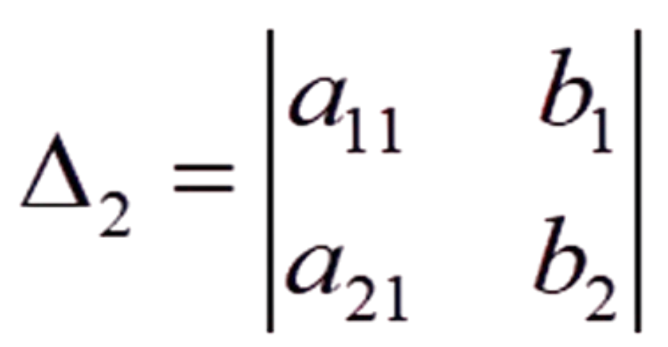 Δ₂ = | a₁₁ b₁ |
| a₂₁ b₂ |